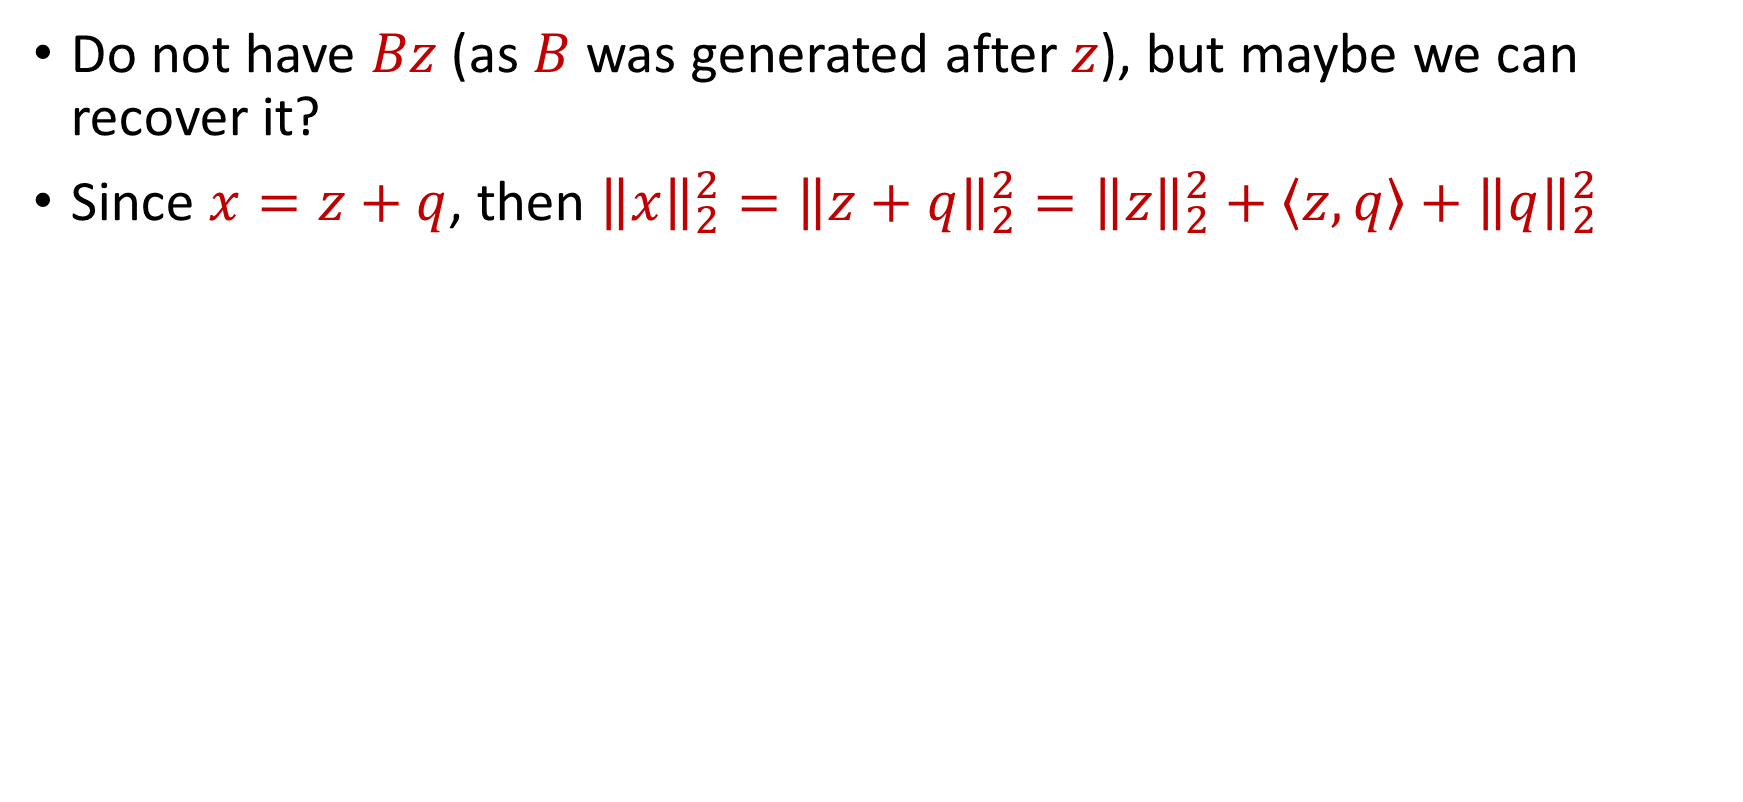 • Do not have Bz (as B was generated after z), but maybe we can
recover it?
• Since x = z + q, then ‖x‖₂² = ‖z + q‖₂² = ‖z‖₂² + ⟨z, q⟩ + ‖q‖₂²